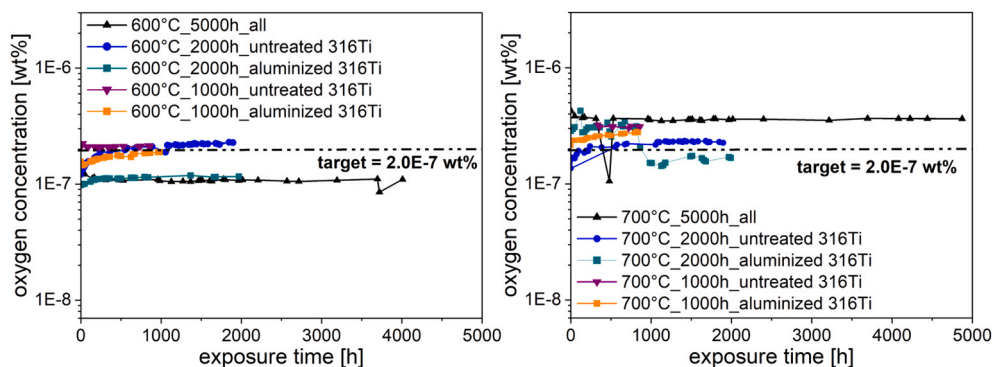 600°C_5000h_all
600°C_2000h_untreated 316Ti
600°C_2000h_aluminized 316Ti
600°C_1000h_untreated 316Ti
600°C_1000h_aluminized 316Ti
1E-6
1E-7
1E-8
target = 2.0E-7 wt%
oxygen concentration [wt%]
0 1000 2000 3000 4000 5000
exposure time [h]
1E-6
1E-7
1E-8
target = 2.0E-7 wt%
700°C_5000h_all
700°C_2000h_untreated 316Ti
700°C_2000h_aluminized 316Ti
700°C_1000h_untreated 316Ti
700°C_1000h_aluminized 316Ti
oxygen concentration [wt%]
0 1000 2000 3000 4000 5000
exposure time [h]